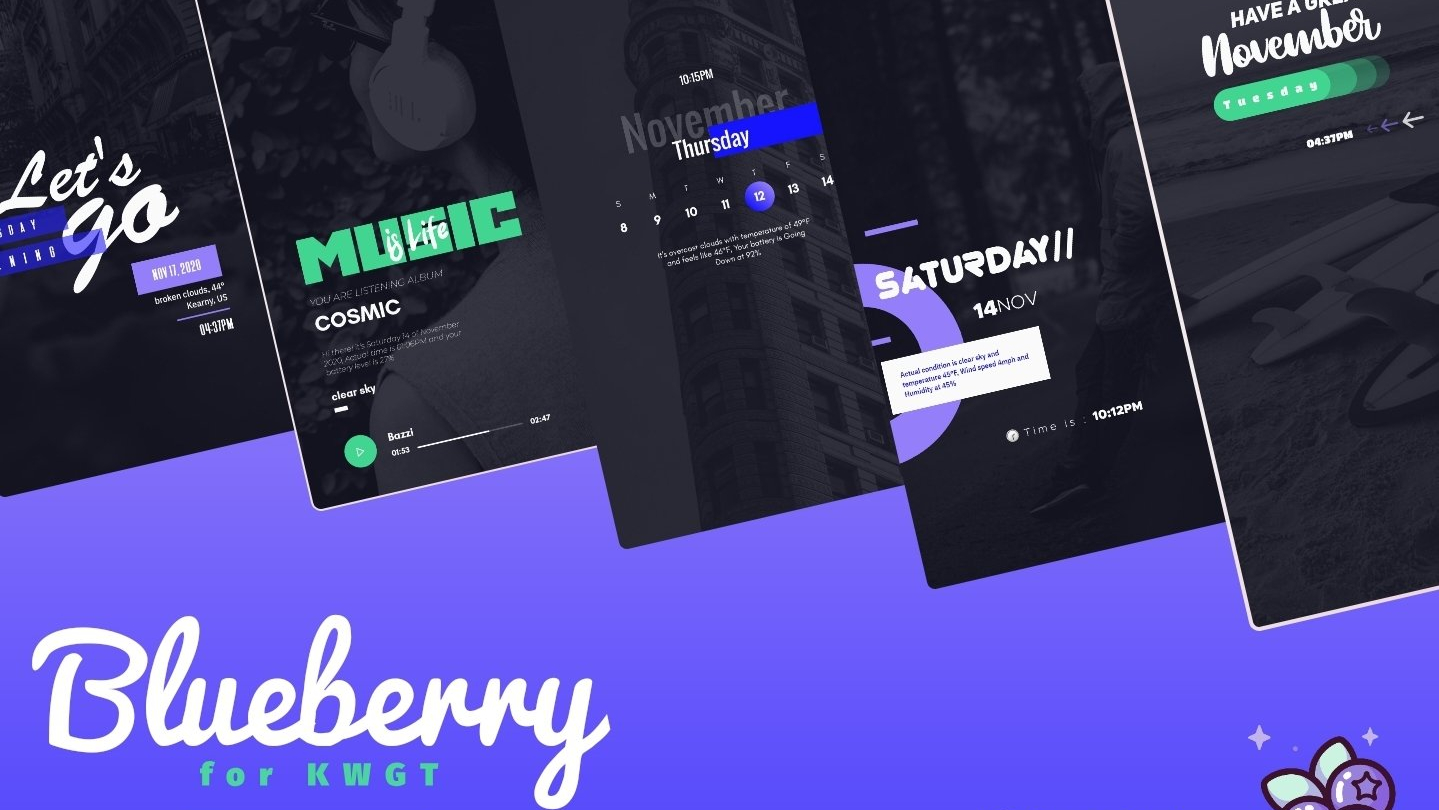 Let's
go
SDAY
NING
NOV 17, 2020
broken clouds, 44°
Kearny, US
04:37PM
MUSIC
is life
YOU ARE LISTENING ALBUM
COSMIC
Hi there! it's Saturday 14 of November
2020, Actual time is 01:06PM and your
battery level is 27%
clear sky
Bazzi
01:53
02:47
10:15PM
November
Thursday
S M T W T F S
8 9 10 11 12 13 14
It's overcast clouds with temperature of 49°F
and feels like 46°F, Your battery is Going
Down at 92%.
SATURDAY//
14NOV
Actual condition is clear sky and
temperature 45°F, Wind speed 4mph and
Humidity at 45%
Time is : 10:12PM
HAVE A GRE
November
Tuesday
04:37PM
Blueberry
for KWGT